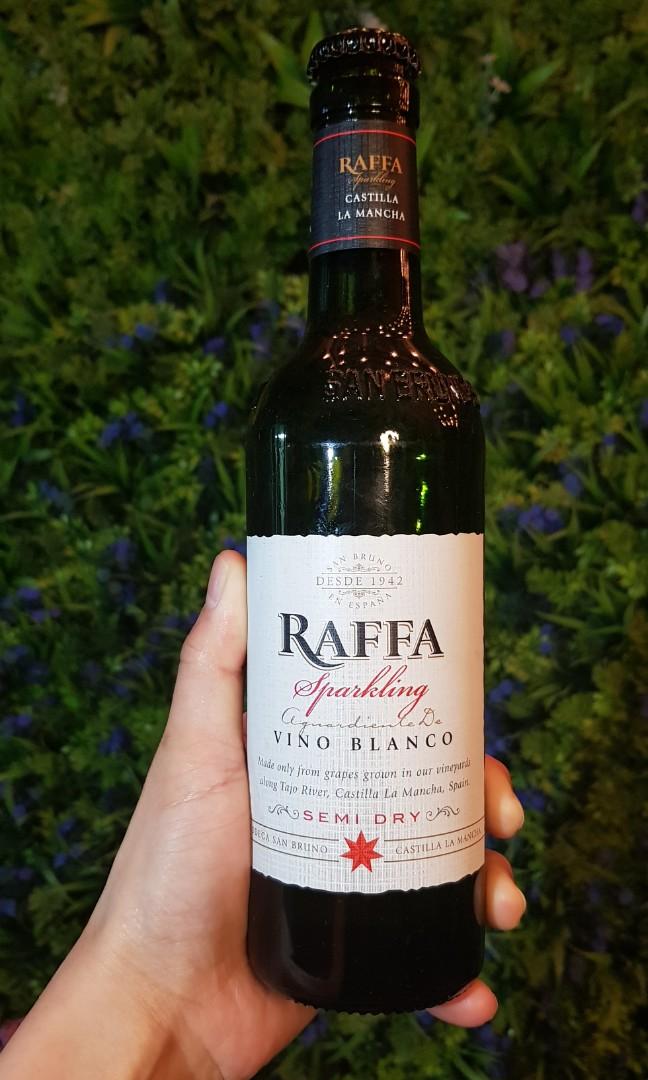 RAFFA
Sparkling
CASTILLA
LA MANCHA
SAN BRUNO
SAN BRUNO
DESDE 1942
EN ESPAÑA
RAFFA
Sparkling
Aguardiente De
VINO BLANCO
Made only from grapes grown in our vineyards
along Tajo River, Castilla La Mancha, Spain.
SEMI DRY
SAN BRUNO CASTILLA LA MANCHA